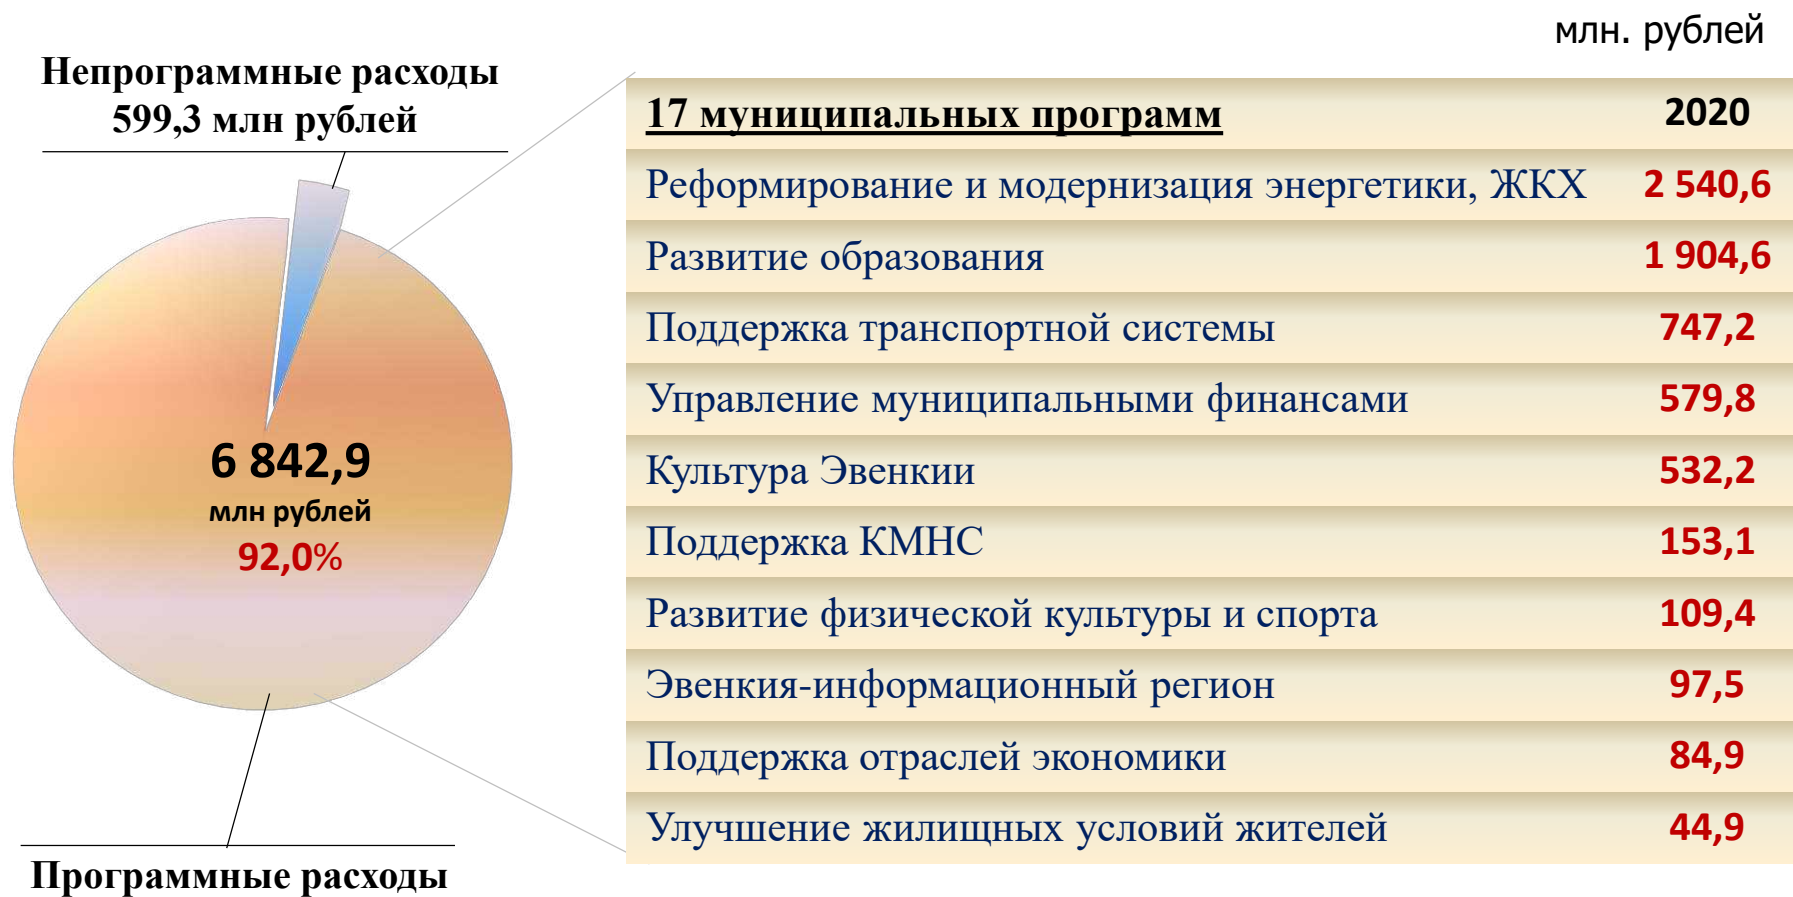 млн. рублей
Непрограммные расходы
599,3 млн рублей
6 842,9
млн рублей
92,0%
Программные расходы
17 муниципальных программ 2020
Реформирование и модернизация энергетики, ЖКХ 2 540,6
Развитие образования 1 904,6
Поддержка транспортной системы 747,2
Управление муниципальными финансами 579,8
Культура Эвенкии 532,2
Поддержка КМНС 153,1
Развитие физической культуры и спорта 109,4
Эвенкия-информационный регион 97,5
Поддержка отраслей экономики 84,9
Улучшение жилищных условий жителей 44,9